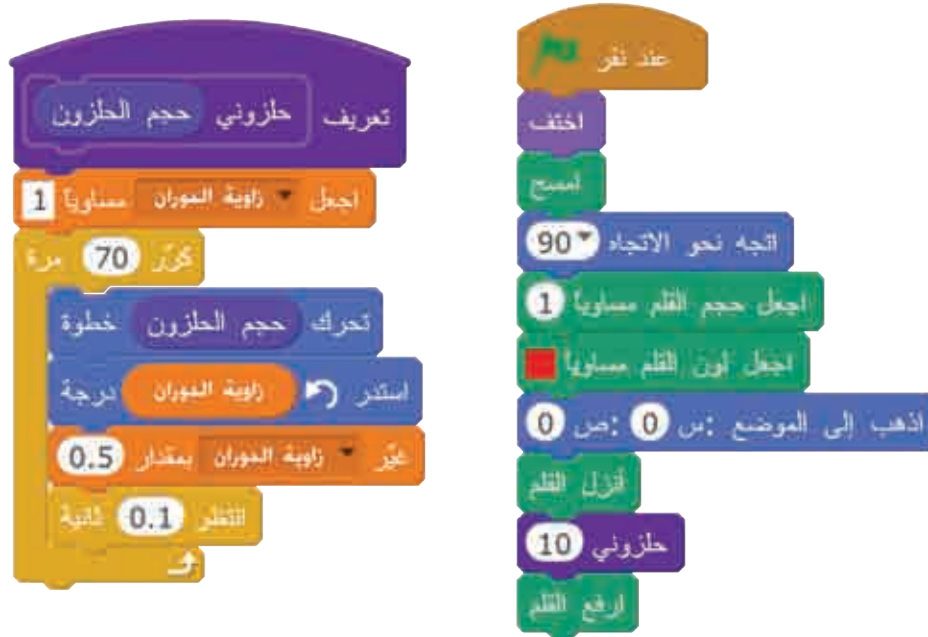 عند نقر
اختف
امسح
اتجه نحو الاتجاه 90
اجعل حجم القلم مساوياً 1
اجعل لون القلم مساوياً
اذهب إلى الموضع :س 0 :ص 0
أنزل القلم
حلزوني 10
ارفع القلم
تعريف حلزوني حجم الحلزون
اجعل زاوية الدوران مساوياً 1
كرّر 70 مرة
تحرك حجم الحلزون خطوة
استدر زاوية الدوران درجة
غيّر زاوية الدوران بمقدار 0.5
انتظر 0.1 ثانية